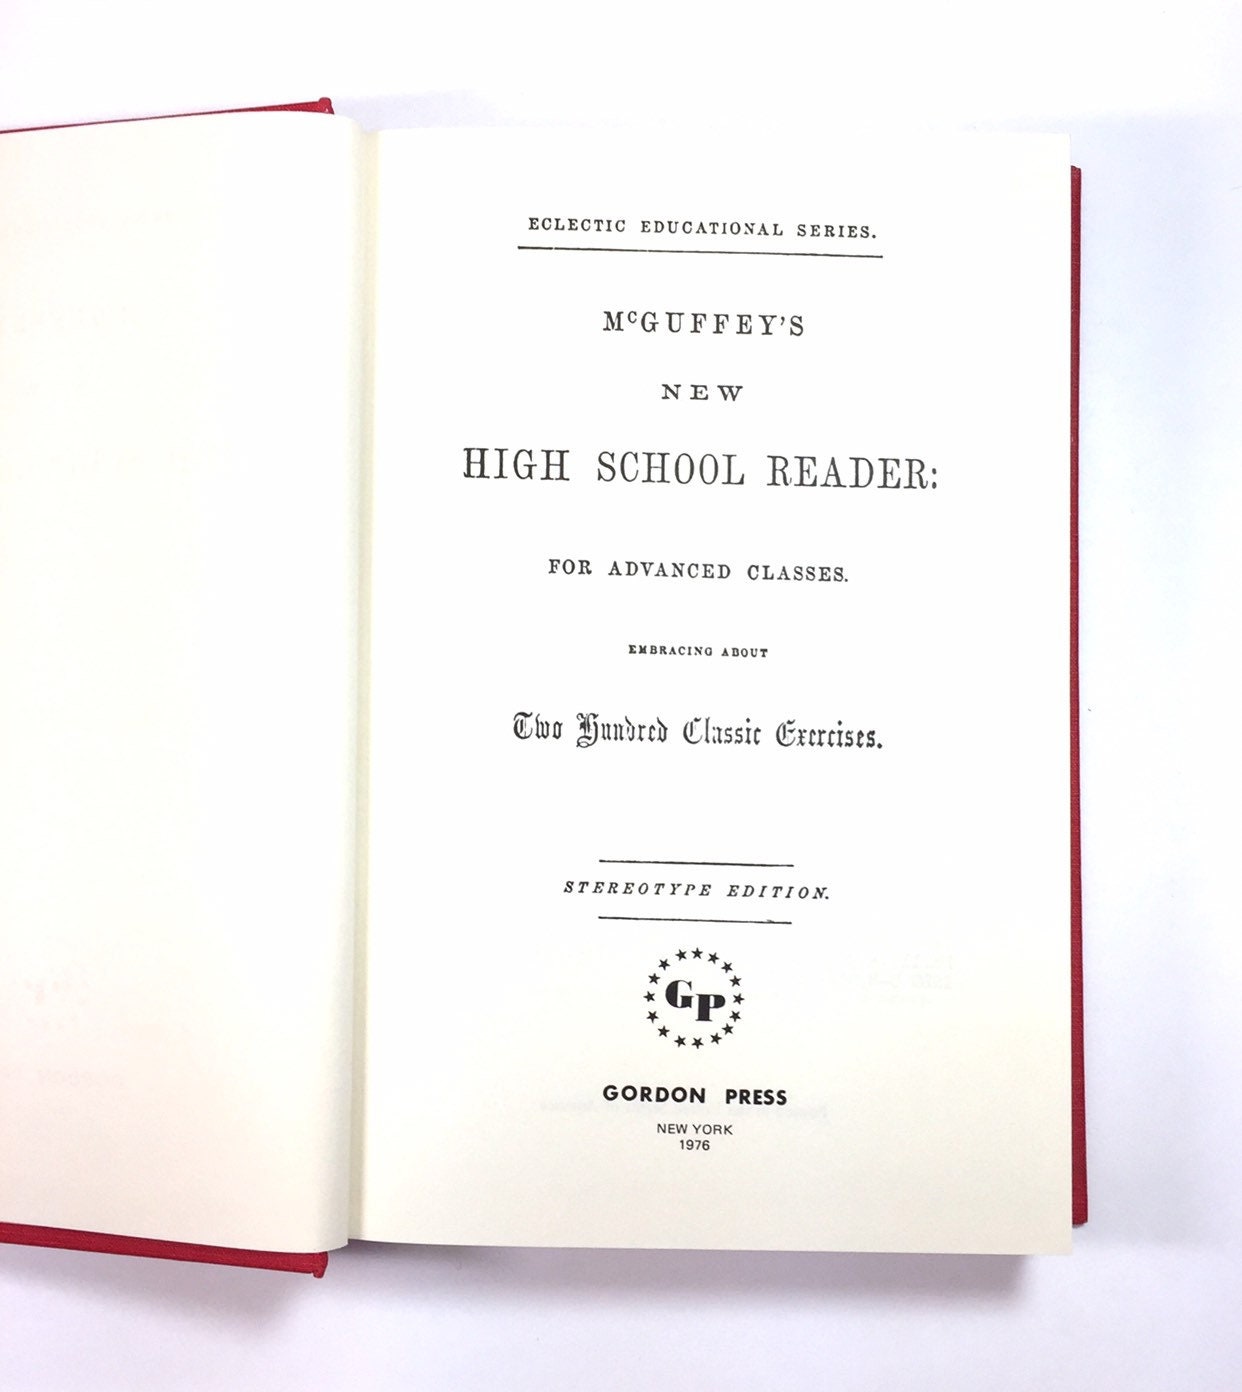 ECLECTIC EDUCATIONAL SERIES.
McGUFFEY'S
NEW
HIGH SCHOOL READER:
FOR ADVANCED CLASSES.
EMBRACING ABOUT
Two Hundred Classic Exercises.
STEREOTYPE EDITION.
GP
GORDON PRESS
NEW YORK
1976